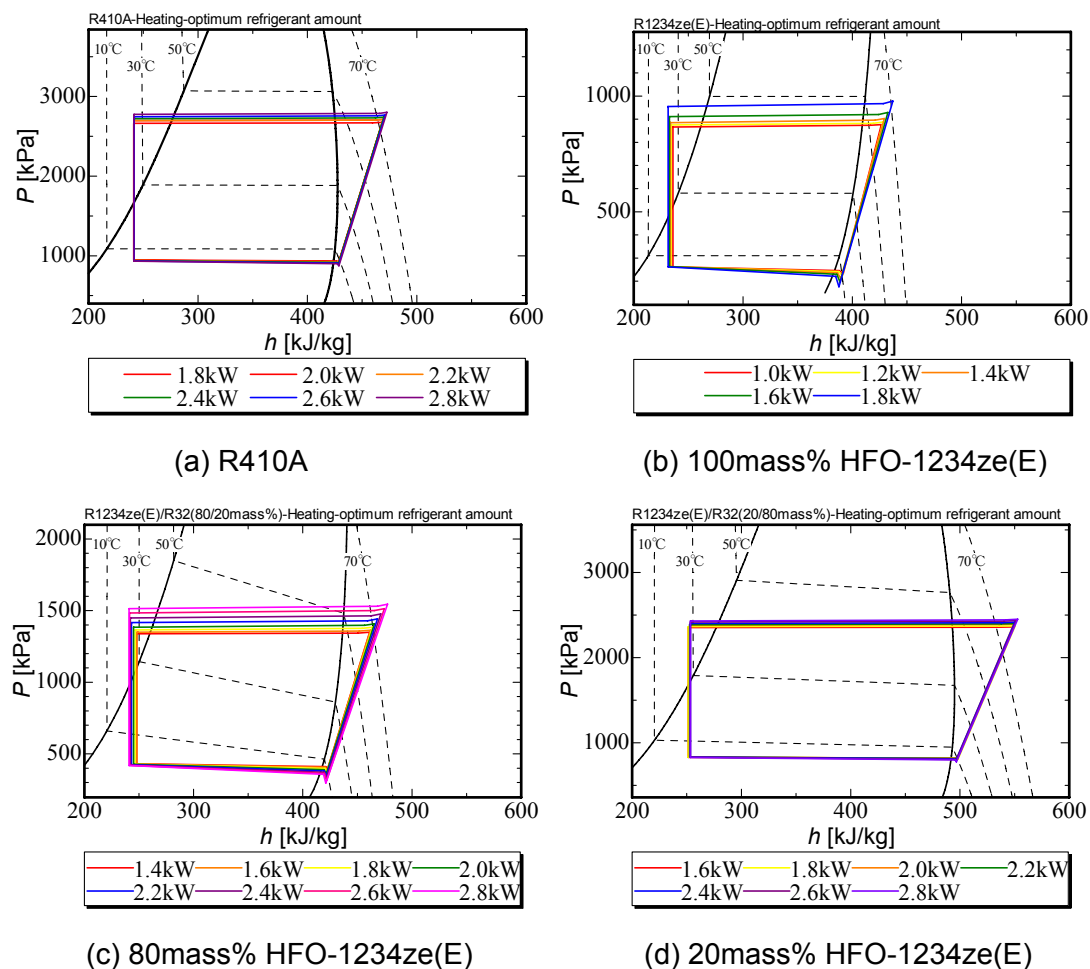 R410A-Heating-optimum refrigerant amount
10℃ 50℃ 70℃
30℃
3000
2000
1000
P [kPa]
200 300 400 500 600
h [kJ/kg]
1.8kW 2.0kW 2.2kW
2.4kW 2.6kW 2.8kW
(a) R410A
R1234ze(E)-Heating-optimum refrigerant amount
10℃ 50℃ 70℃
30℃
1000
500
P [kPa]
200 300 400 500 600
h [kJ/kg]
1.0kW 1.2kW 1.4kW
1.6kW 1.8kW
(b) 100mass% HFO-1234ze(E)
R1234ze(E)/R32(80/20mass%)-Heating-optimum refrigerant amount
10℃ 50℃ 70℃
30℃
2000
1500
1000
500
P [kPa]
200 300 400 500 600
h [kJ/kg]
1.4kW 1.6kW 1.8kW 2.0kW
2.2kW 2.4kW 2.6kW 2.8kW
(c) 80mass% HFO-1234ze(E)
R1234ze(E)/R32(20/80mass%)-Heating-optimum refrigerant amount
10℃ 50℃ 70℃
30℃
3000
2000
1000
P [kPa]
200 300 400 500 600
h [kJ/kg]
1.6kW 1.8kW 2.0kW 2.2kW
2.4kW 2.6kW 2.8kW
(d) 20mass% HFO-1234ze(E)